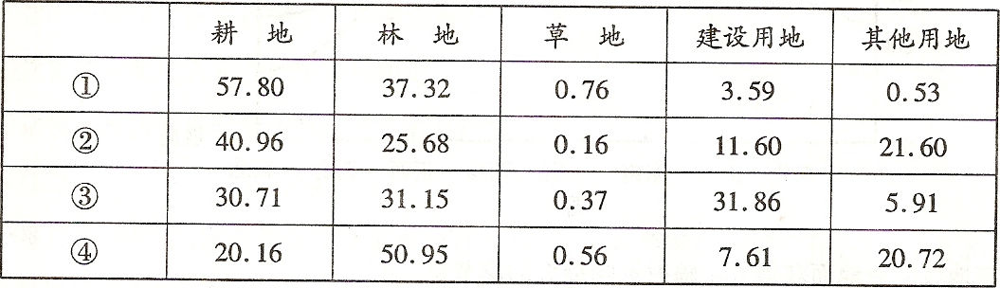 耕 地 林 地 草 地 建设用地 其他用地
① 57.80 37.32 0.76 3.59 0.53
② 40.96 25.68 0.16 11.60 21.60
③ 30.71 31.15 0.37 31.86 5.91
④ 20.16 50.95 0.56 7.61 20.72